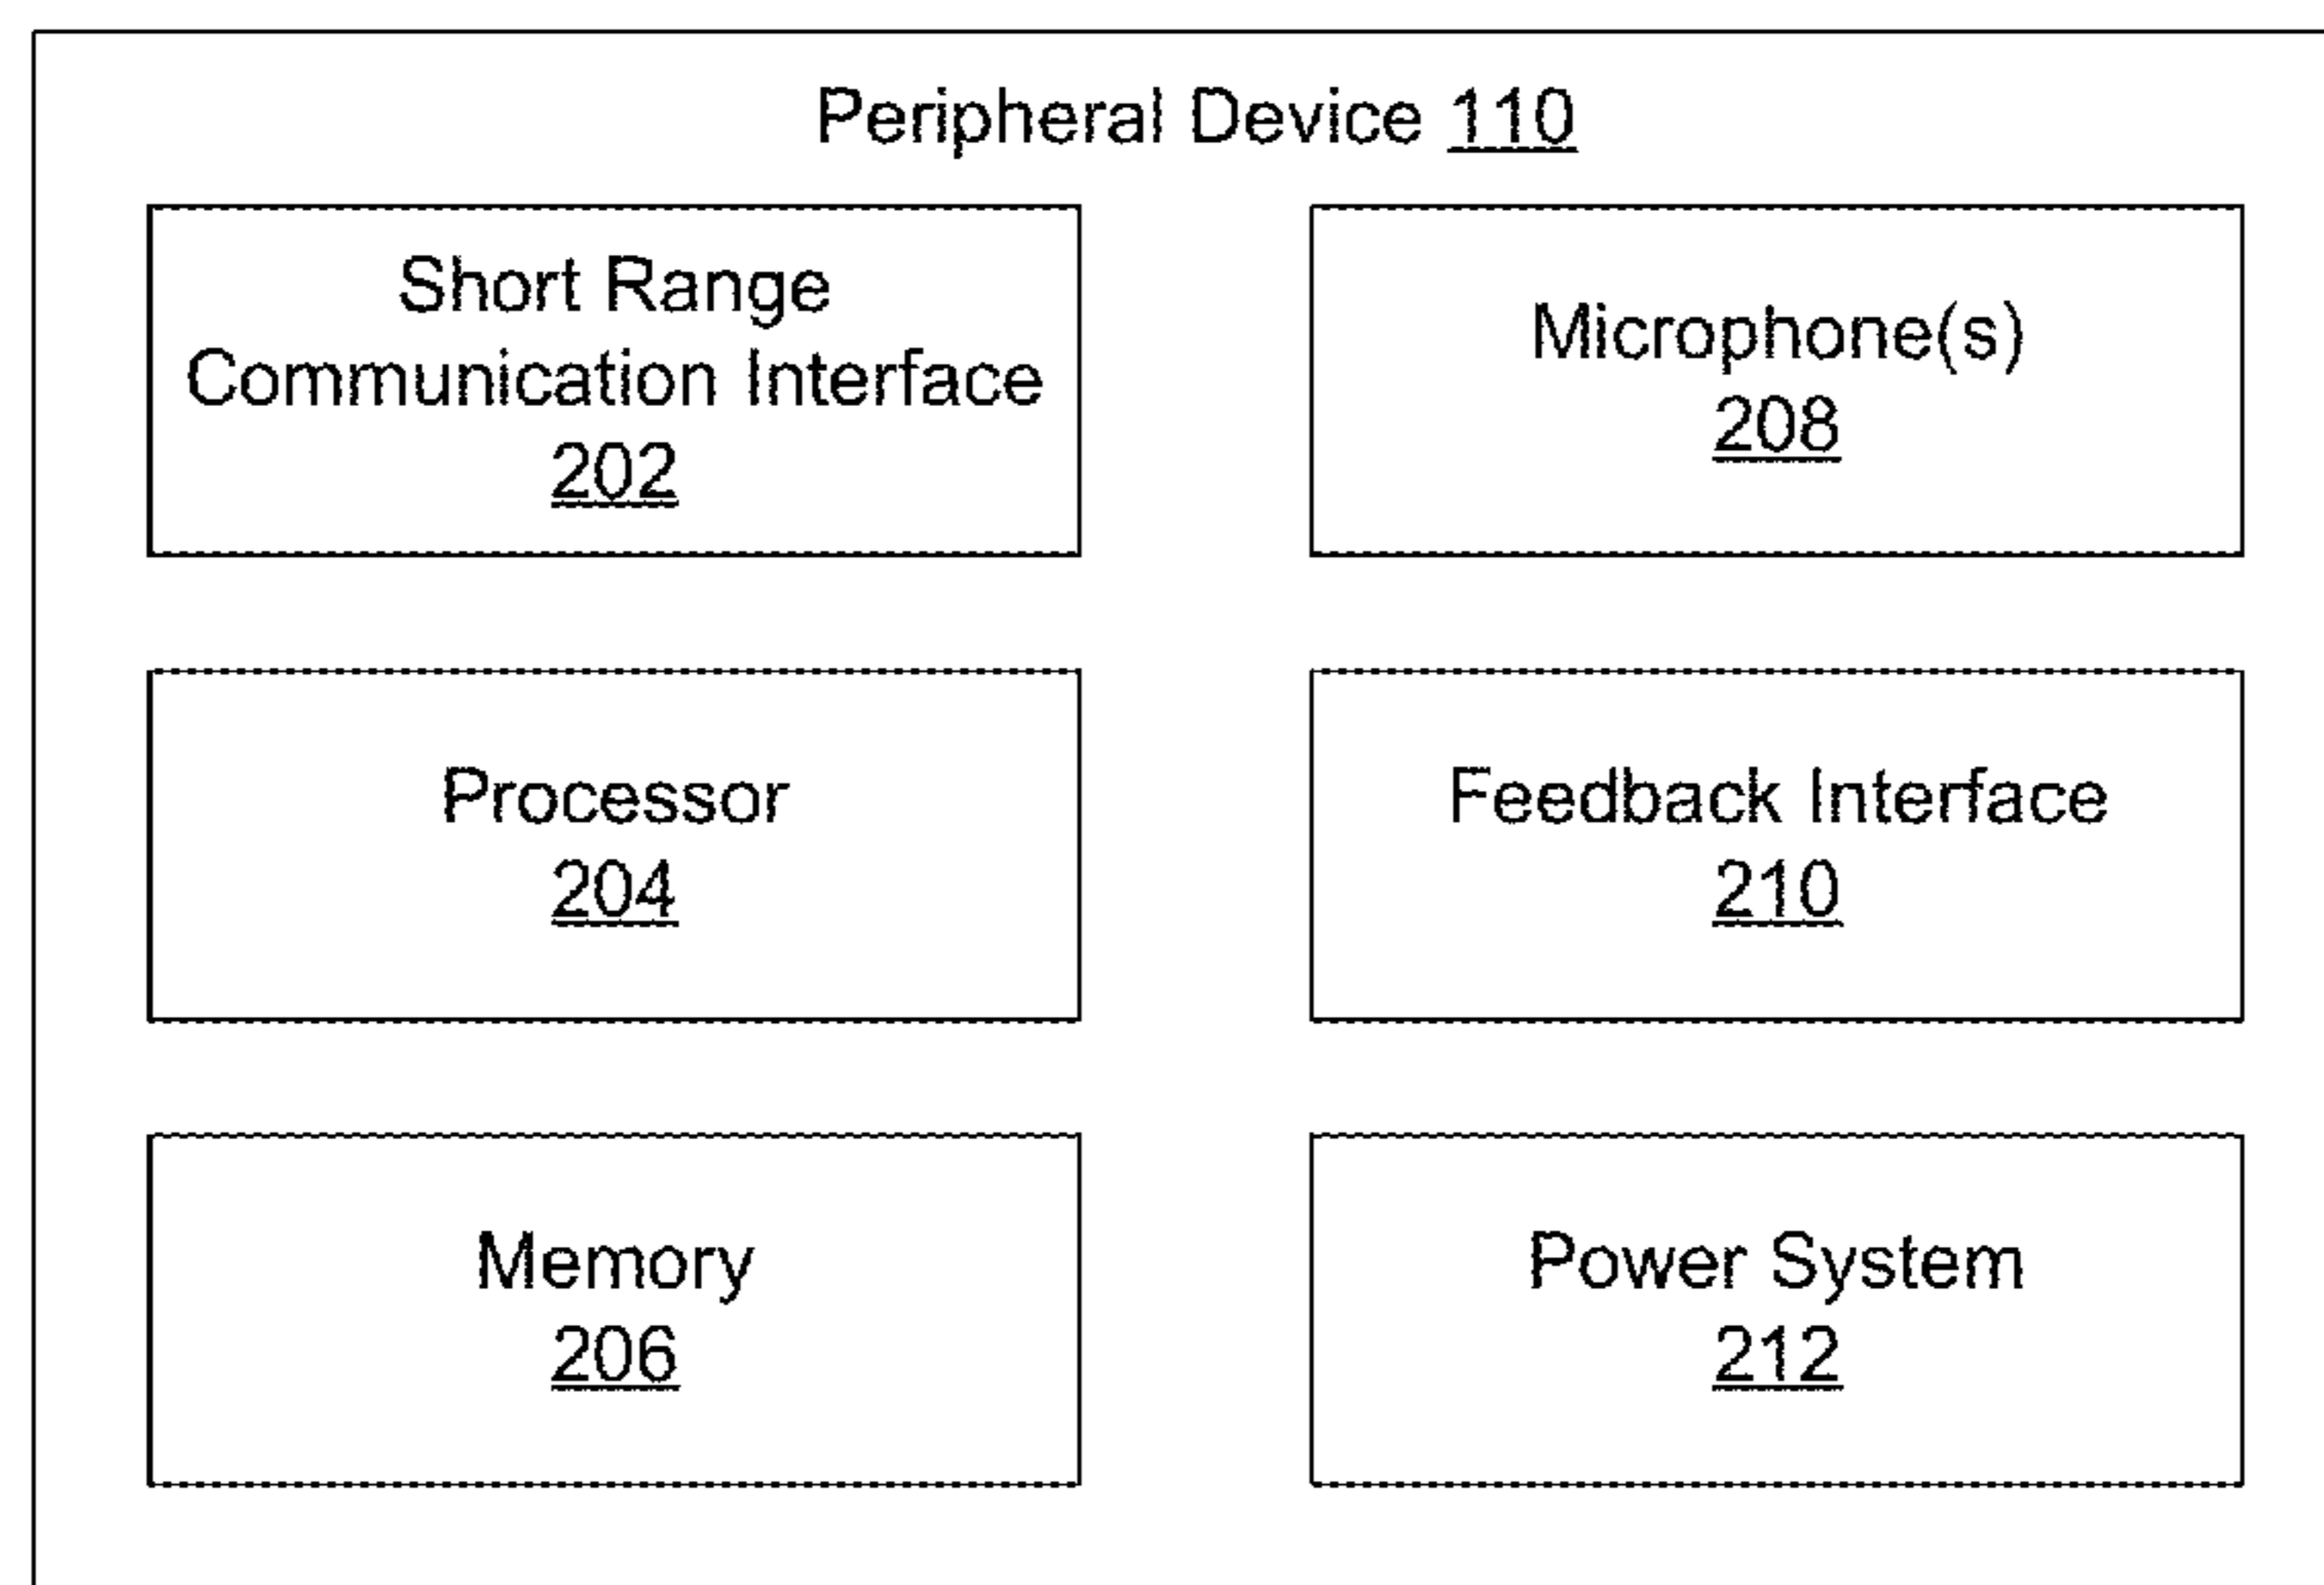 Peripheral Device 110
Short Range
Communication Interface
202
Microphone(s)
208
Processor
204
Feedback Interface
210
Memory
206
Power System
212